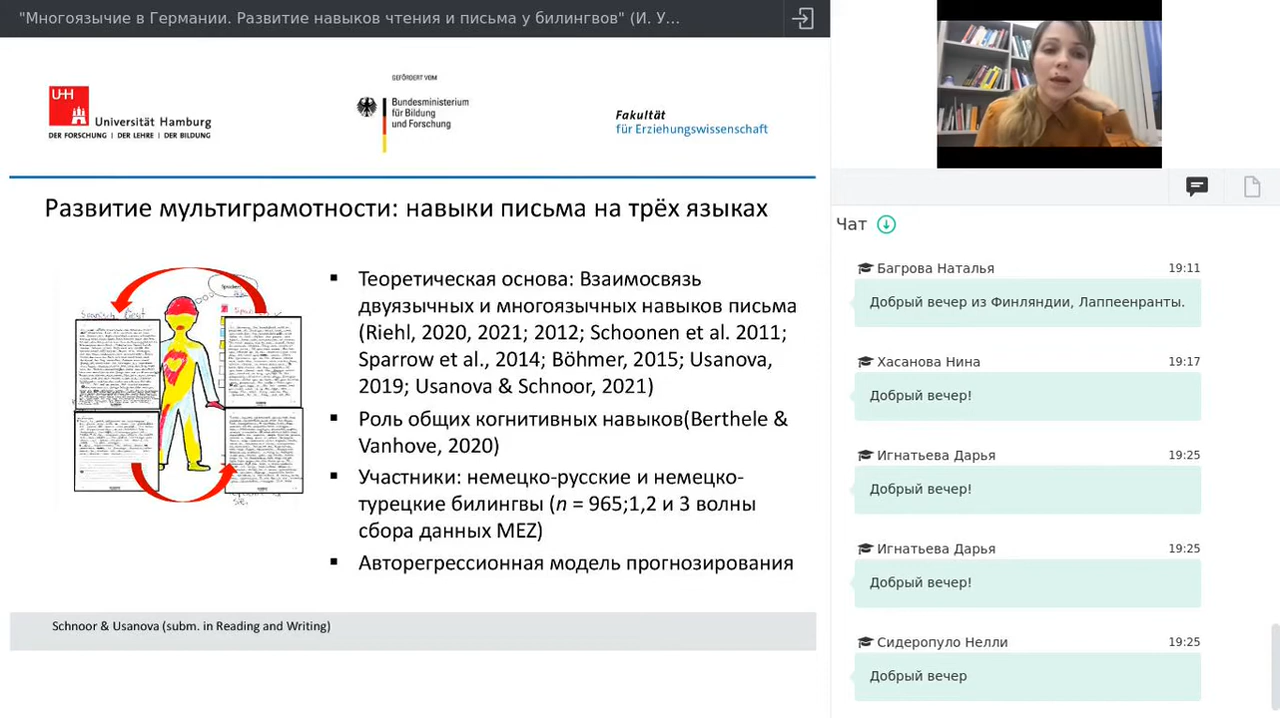 "Многоязычие в Германии. Развитие навыков чтения и письма у билингвов" (И. У...
UHH
Universität Hamburg
DER FORSCHUNG | DER LEHRE | DER BILDUNG
GEFÖRDERT VOM
Bundesministerium
für Bildung
und Forschung
Fakultät
für Erziehungswissenschaft
Развитие мультиграмотности: навыки письма на трёх языках
▪ Теоретическая основа: Взаимосвязь
двуязычных и многоязычных навыков письма
(Riehl, 2020, 2021; 2012; Schoonen et al. 2011;
Sparrow et al., 2014; Böhmer, 2015; Usanova,
2019; Usanova & Schnoor, 2021)
▪ Роль общих когнитивных навыков(Berthele &
Vanhove, 2020)
▪ Участники: немецко-русские и немецко-
турецкие билингвы (n = 965;1,2 и 3 волны
сбора данных MEZ)
▪ Авторегрессионная модель прогнозирования
Schnoor & Usanova (subm. in Reading and Writing)
Чат
Багрова Наталья 19:11
Добрый вечер из Финляндии, Лаппеенранты.
Хасанова Нина 19:17
Добрый вечер!
Игнатьева Дарья 19:25
Добрый вечер!
Игнатьева Дарья 19:25
Добрый вечер!
Сидеропуло Нелли 19:25
Добрый вечер